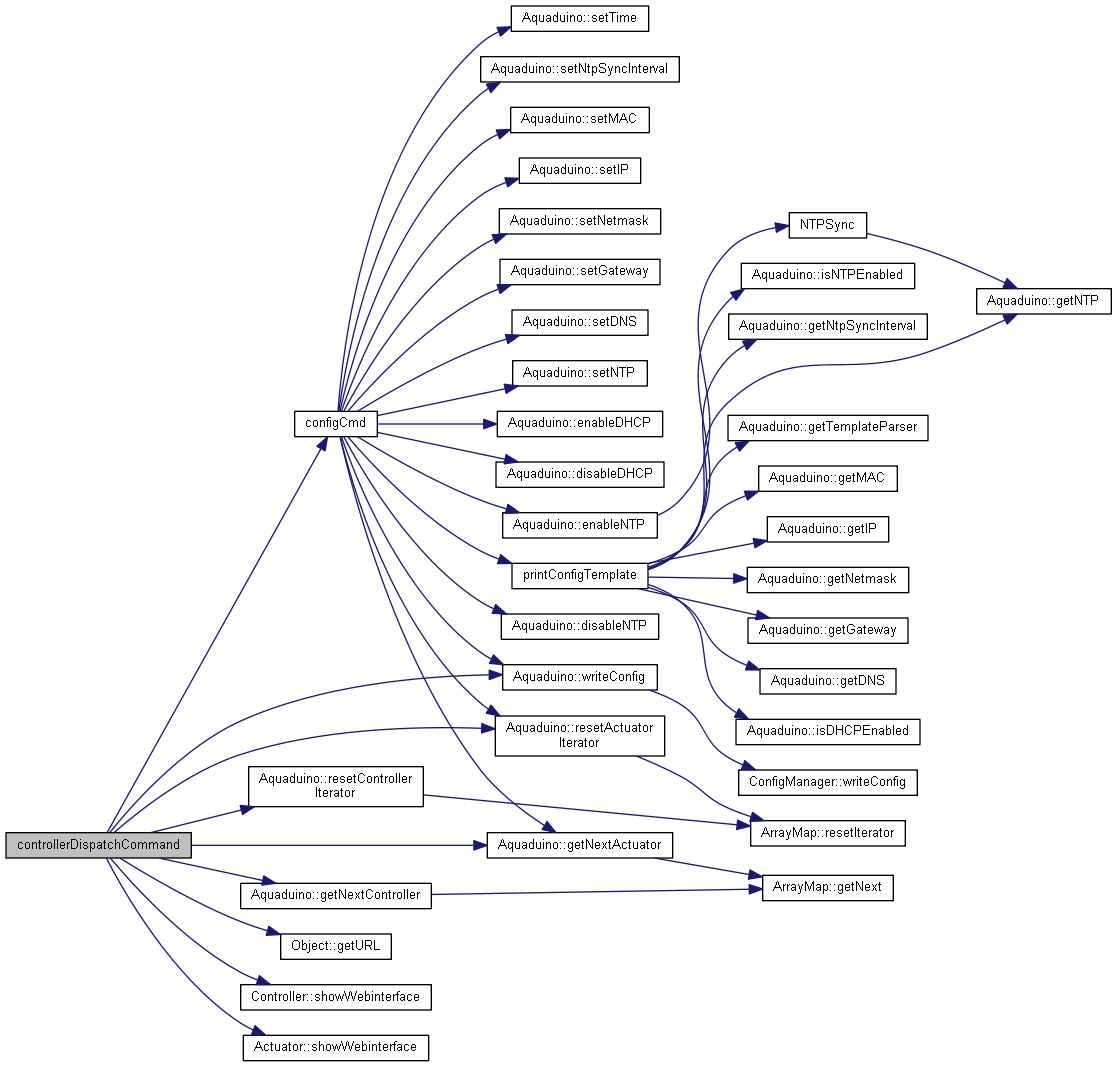 Aquaduino::setTime
Aquaduino::setNtpSyncInterval
Aquaduino::setMAC
Aquaduino::setIP
Aquaduino::setNetmask
Aquaduino::setGateway
Aquaduino::setDNS
Aquaduino::setNTP
configCmd
Aquaduino::enableDHCP
Aquaduino::disableDHCP
Aquaduino::enableNTP
printConfigTemplate
Aquaduino::disableNTP
Aquaduino::writeConfig
Aquaduino::resetActuator
Iterator
Aquaduino::resetController
Iterator
controllerDispatchCommand
Aquaduino::getNextActuator
Aquaduino::getNextController
Object::getURL
Controller::showWebinterface
Actuator::showWebinterface
NTPSync
Aquaduino::isNTPEnabled
Aquaduino::getNtpSyncInterval
Aquaduino::getNTP
Aquaduino::getTemplateParser
Aquaduino::getMAC
Aquaduino::getIP
Aquaduino::getNetmask
Aquaduino::getGateway
Aquaduino::getDNS
Aquaduino::isDHCPEnabled
ConfigManager::writeConfig
ArrayMap::resetIterator
ArrayMap::getNext